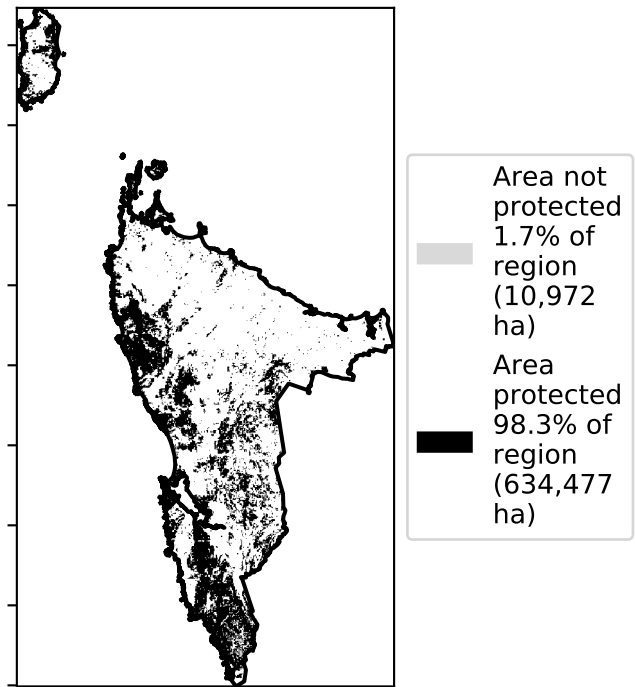 Area not
protected
1.7% of
region
(10,972
ha)
Area
protected
98.3% of
region
(634,477
ha)